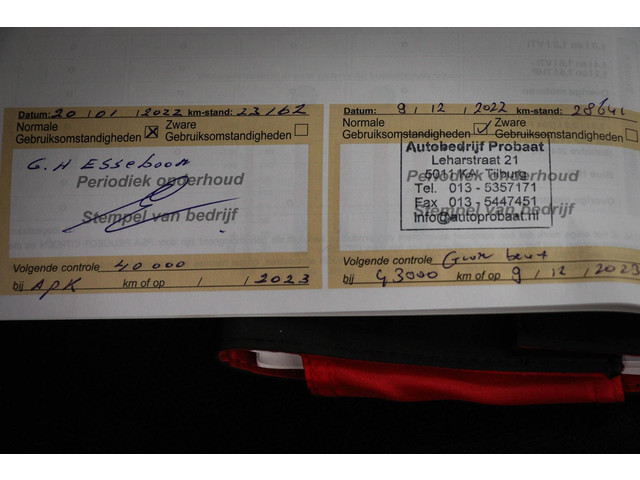 Datum: 20 / 01 / 2022 km-stand: 23162
Normale Gebruiksomstandigheden ☒ Zware Gebruiksomstandigheden ☐
G.H Esseboom
Periodiek onderhoud
Stempel van bedrijf
Volgende controle 40 000
bij APK km of op / / 2023
Datum: 9 / 12 / 2022 km-stand: 28641
Normale Gebruiksomstandigheden ☑ Zware Gebruiksomstandigheden ☐
Autobedrijf Probaat
Leharstraat 21
5011 KA Tilburg
Periodiek onderhoud
Tel. 013 - 5357171
Fax 013 - 5447451
Stempel van bedrijf
info@autoprobaat.nl
Volgende controle Grote beurt
bij 43000 km of op 9 / 12 / 2023